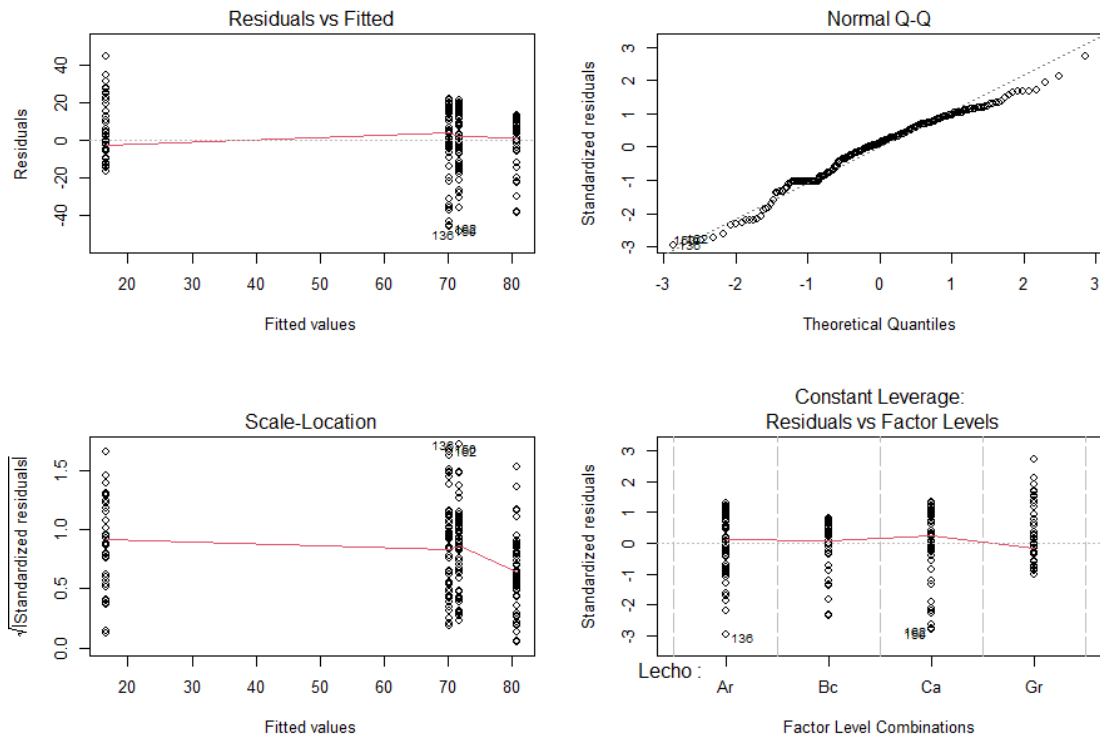 Residuals vs Fitted
Residuals
40
20
0
-20
-40
136
20 30 40 50 60 70 80
Fitted values
Normal Q-Q
Standardized residuals
3
2
1
0
-1
-2
-3
-3 -2 -1 0 1 2 3
Theoretical Quantiles
Scale-Location
√|Standardized residuals|
1.5
1.0
0.5
0.0
136
162
20 30 40 50 60 70 80
Fitted values
Constant Leverage:
Residuals vs Factor Levels
Standardized residuals
3
2
1
0
-1
-2
-3
136
Lecho :
Ar Bc Ca Gr
Factor Level Combinations